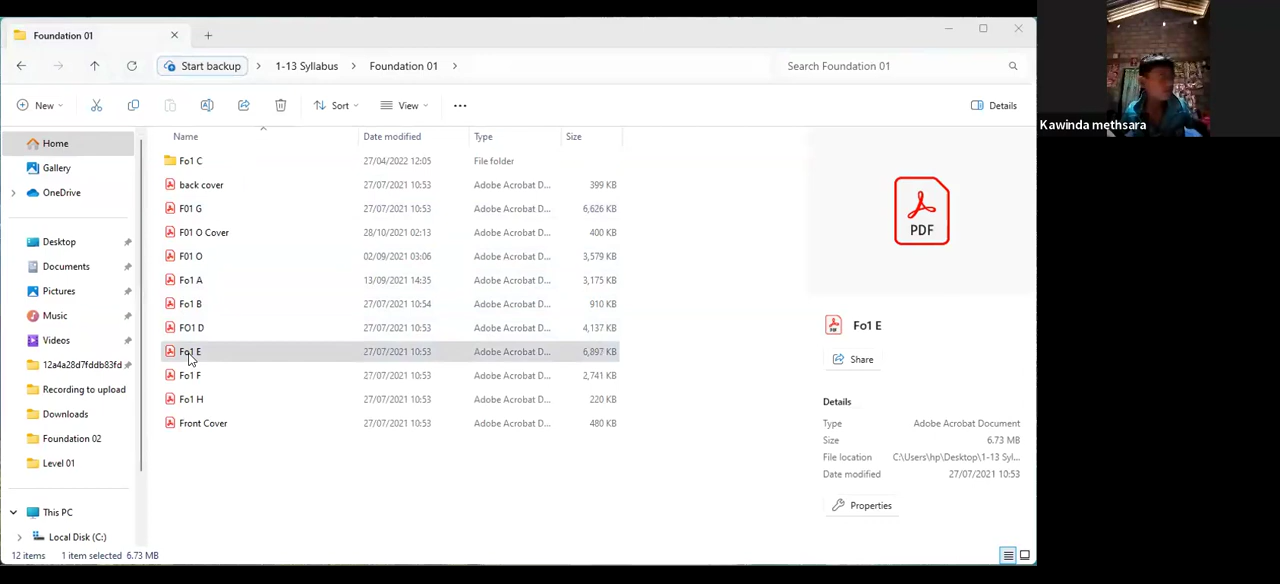 Foundation 01
Start backup
1-13 Syllabus
Foundation 01
Search Foundation 01
New
Sort
View
Details
Home
Gallery
OneDrive
Desktop
Documents
Pictures
Music
Videos
12a4a28d7fddb83fd
Recording to upload
Downloads
Foundation 02
Level 01
This PC
Local Disk (C:)
Name Date modified Type Size
Fo1 C 27/04/2022 12:05 File folder
back cover 27/07/2021 10:53 Adobe Acrobat D... 399 KB
F01 G 27/07/2021 10:53 Adobe Acrobat D... 6,626 KB
F01 O Cover 28/10/2021 02:13 Adobe Acrobat D... 400 KB
F01 O 02/09/2021 03:06 Adobe Acrobat D... 3,579 KB
Fo1 A 13/09/2021 14:35 Adobe Acrobat D... 3,175 KB
Fo1 B 27/07/2021 10:54 Adobe Acrobat D... 910 KB
FO1 D 27/07/2021 10:53 Adobe Acrobat D... 4,137 KB
Fo1 E 27/07/2021 10:53 Adobe Acrobat D... 6,897 KB
Fo1 F 27/07/2021 10:53 Adobe Acrobat D... 2,741 KB
Fo1 H 27/07/2021 10:53 Adobe Acrobat D... 220 KB
Front Cover 27/07/2021 10:53 Adobe Acrobat D... 480 KB
PDF
Fo1 E
Share
Details
Type Adobe Acrobat Document
Size 6.73 MB
File location C:\Users\hp\Desktop\1-13 Syl...
Date modified 27/07/2021 10:53
Properties
12 items 1 item selected 6.73 MB
Kawinda methsara